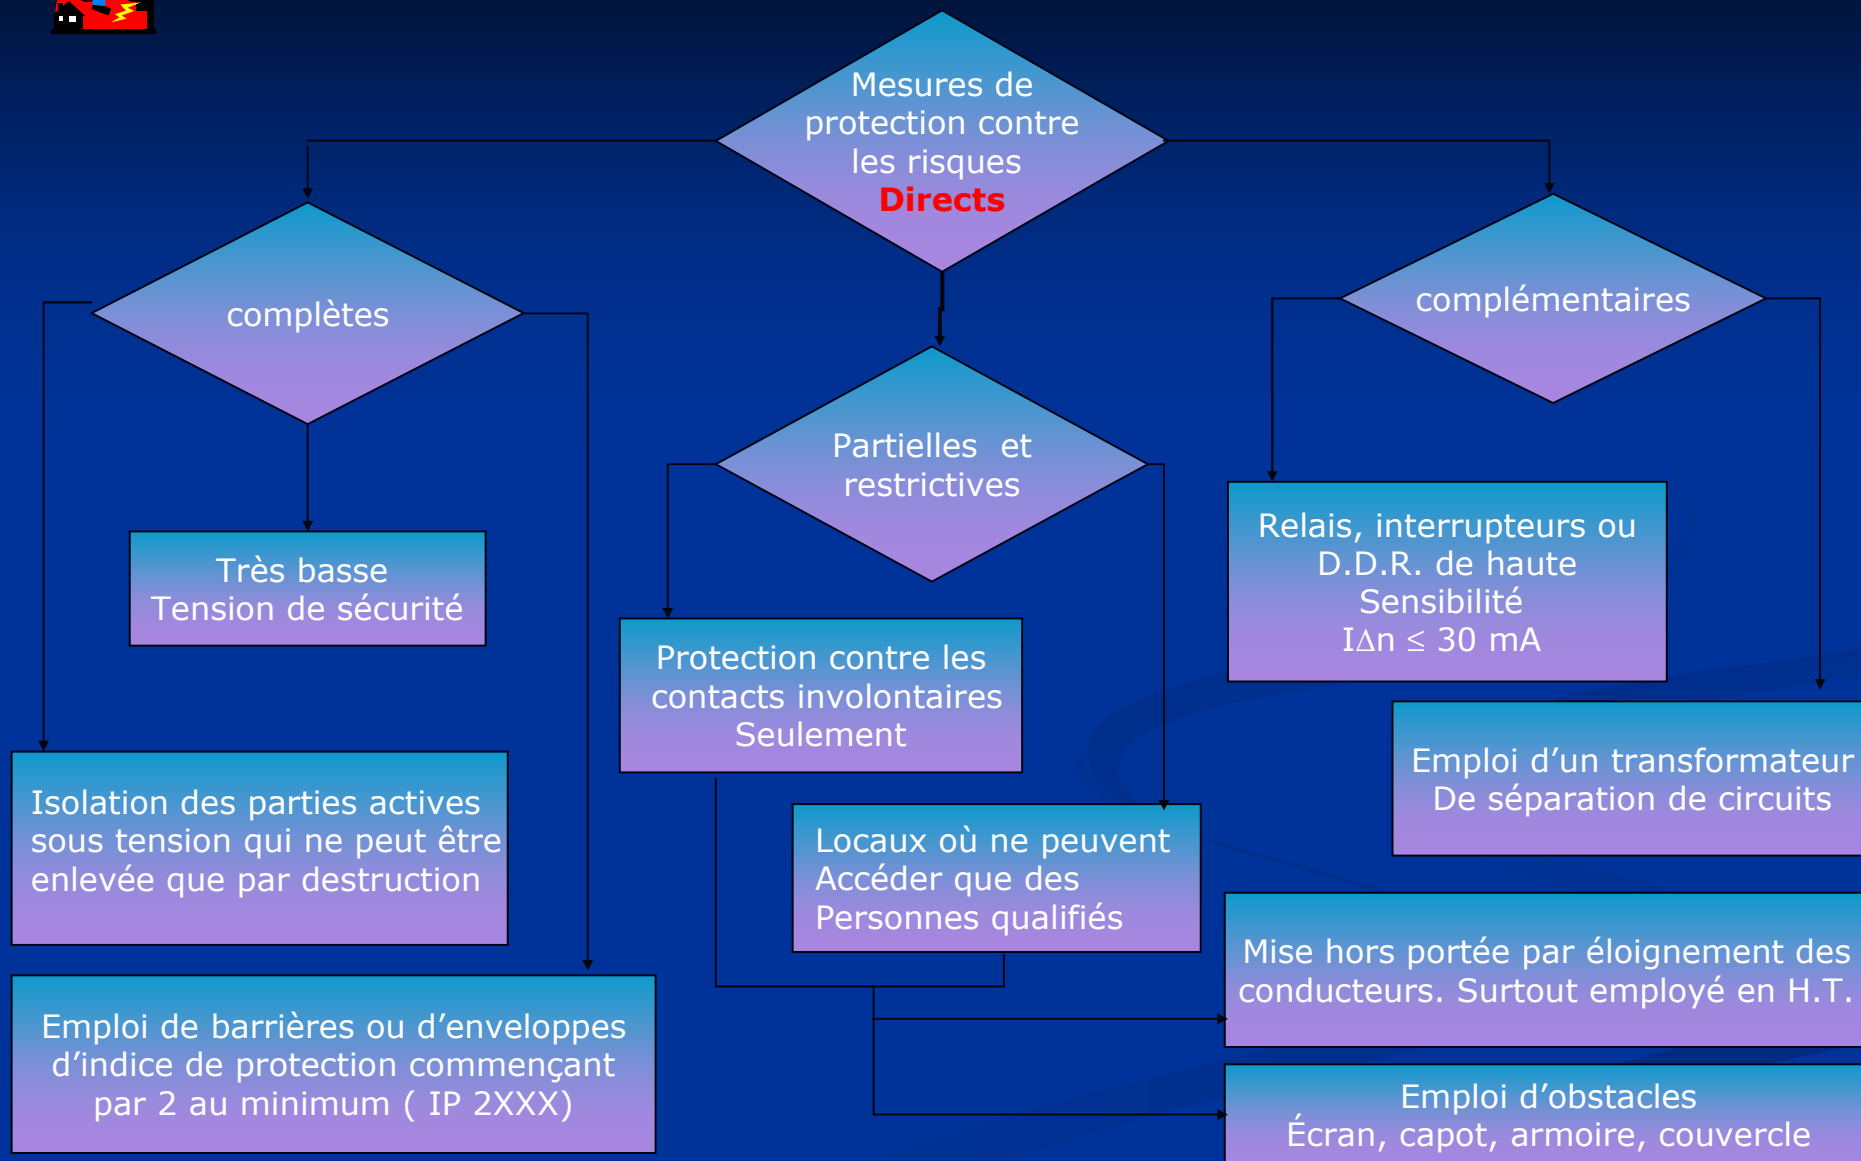 Mesures de
protection contre
les risques
Directs
complètes
complémentaires
Partielles et
restrictives
Très basse
Tension de sécurité
Relais, interrupteurs ou
D.D.R. de haute
Sensibilité
I∆n ≤ 30 mA
Protection contre les
contacts involontaires
Seulement
Emploi d’un transformateur
De séparation de circuits
Isolation des parties actives
sous tension qui ne peut être
enlevée que par destruction
Locaux où ne peuvent
Accéder que des
Personnes qualifiés
Mise hors portée par éloignement des
conducteurs. Surtout employé en H.T.
Emploi de barrières ou d’enveloppes
d’indice de protection commençant
par 2 au minimum ( IP 2XXX)
Emploi d’obstacles
Écran, capot, armoire, couvercle